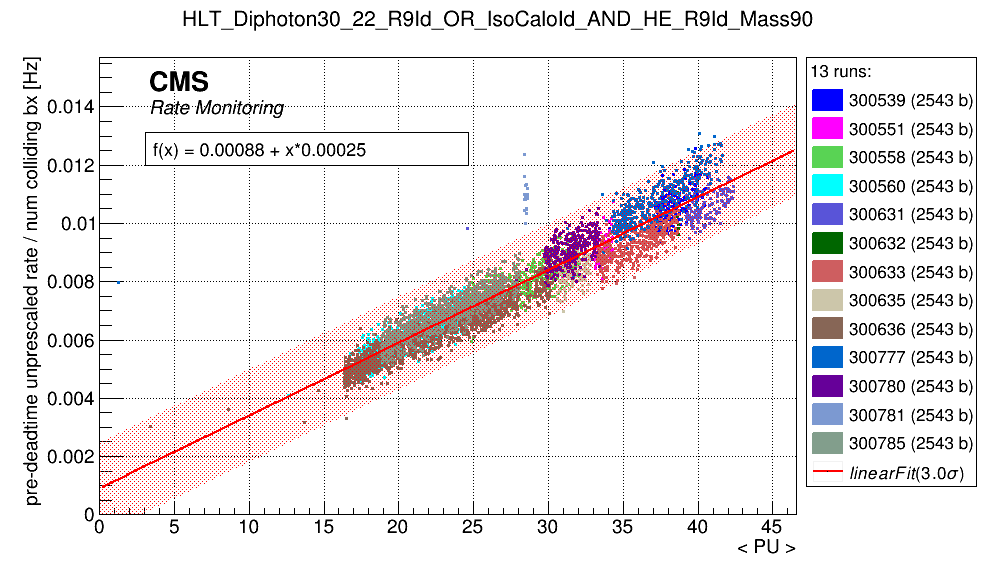 HLT_Diphoton30_22_R9Id_OR_IsoCaloId_AND_HE_R9Id_Mass90
pre-deadtime unprescaled rate / num colliding bx [Hz]
CMS
Rate Monitoring
f(x) = 0.00088 + x*0.00025
0.014
0.012
0.01
0.008
0.006
0.004
0.002
0
0 5 10 15 20 25 30 35 40 45
< PU >
13 runs:
300539 (2543 b)
300551 (2543 b)
300558 (2543 b)
300560 (2543 b)
300631 (2543 b)
300632 (2543 b)
300633 (2543 b)
300635 (2543 b)
300636 (2543 b)
300777 (2543 b)
300780 (2543 b)
300781 (2543 b)
300785 (2543 b)
linearFit(3.0σ)